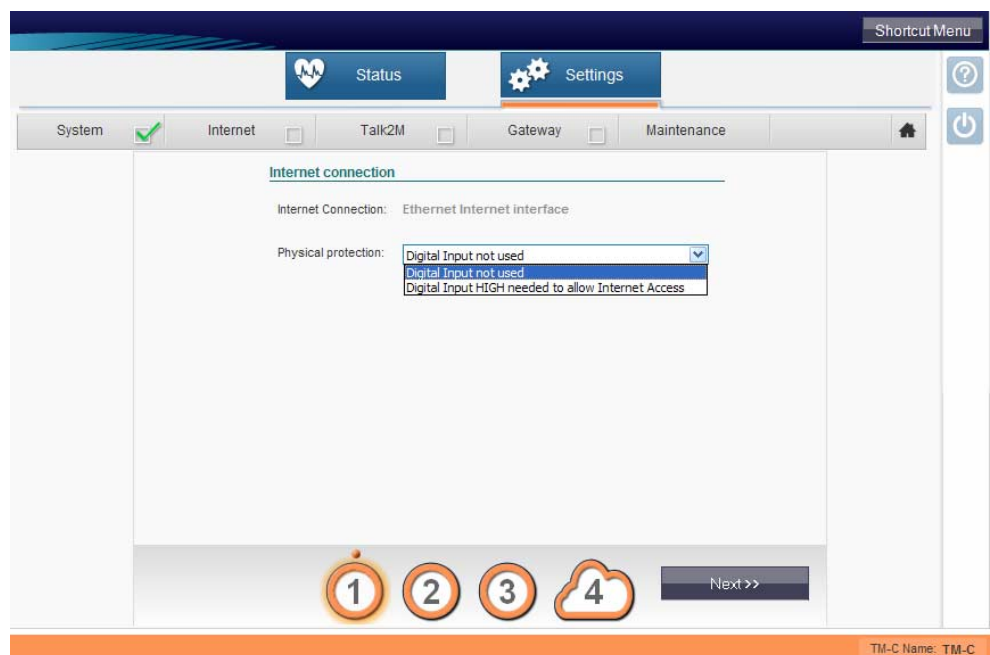 Shortcut Menu
Status
Settings
System
Internet
Talk2M
Gateway
Maintenance
Internet connection
Internet Connection: Ethernet Internet interface
Physical protection: Digital Input not used
Digital Input not used
Digital Input HIGH needed to allow Internet Access
1
2
3
4
Next >>
TM-C Name: TM-C